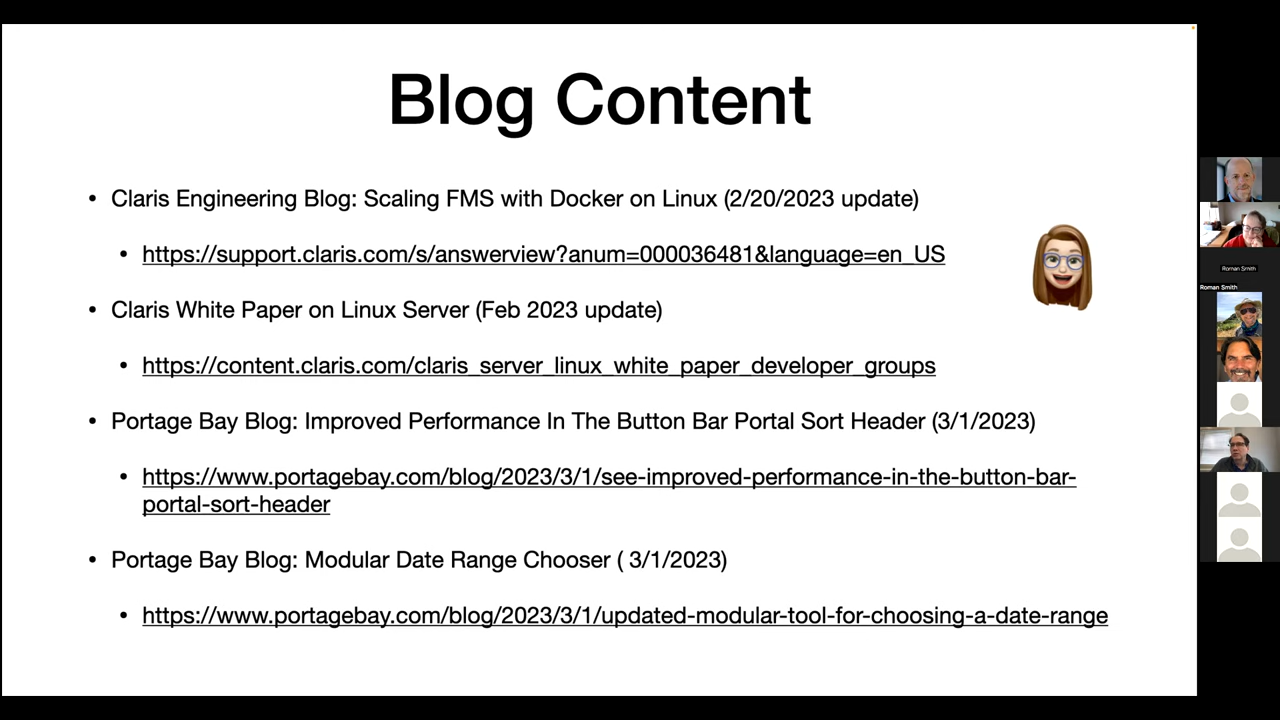 Blog Content
• Claris Engineering Blog: Scaling FMS with Docker on Linux (2/20/2023 update)
• https://support.claris.com/s/answerview?anum=000036481&language=en_US
• Claris White Paper on Linux Server (Feb 2023 update)
• https://content.claris.com/claris_server_linux_white_paper_developer_groups
• Portage Bay Blog: Improved Performance In The Button Bar Portal Sort Header (3/1/2023)
• https://www.portagebay.com/blog/2023/3/1/see-improved-performance-in-the-button-bar-
portal-sort-header
• Portage Bay Blog: Modular Date Range Chooser ( 3/1/2023)
• https://www.portagebay.com/blog/2023/3/1/updated-modular-tool-for-choosing-a-date-range
Roman Smith
Roman Smith